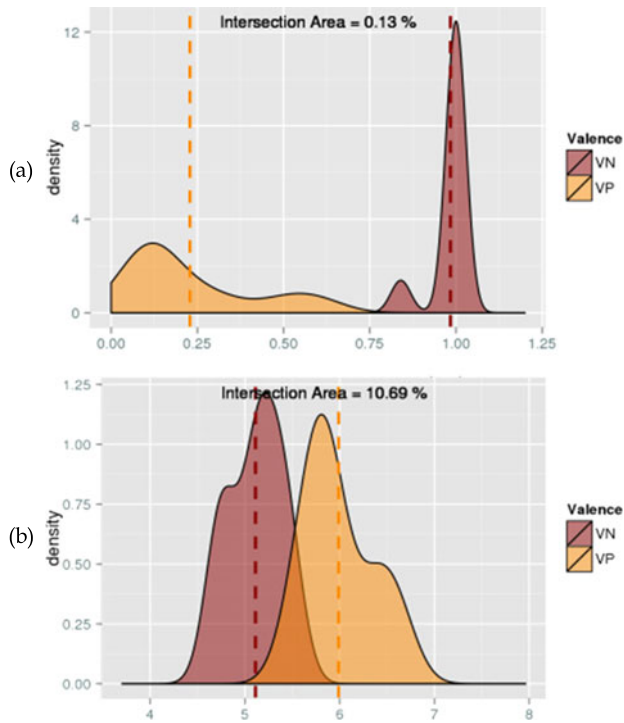 (a)
Intersection Area = 0.13 %
density
12
8
4
0
0.00 0.25 0.50 0.75 1.00 1.25
Valence
VN
VP
(b)
Intersection Area = 10.69 %
density
1.25
1.00
0.75
0.50
0.25
0.00
4 5 6 7 8
Valence
VN
VP